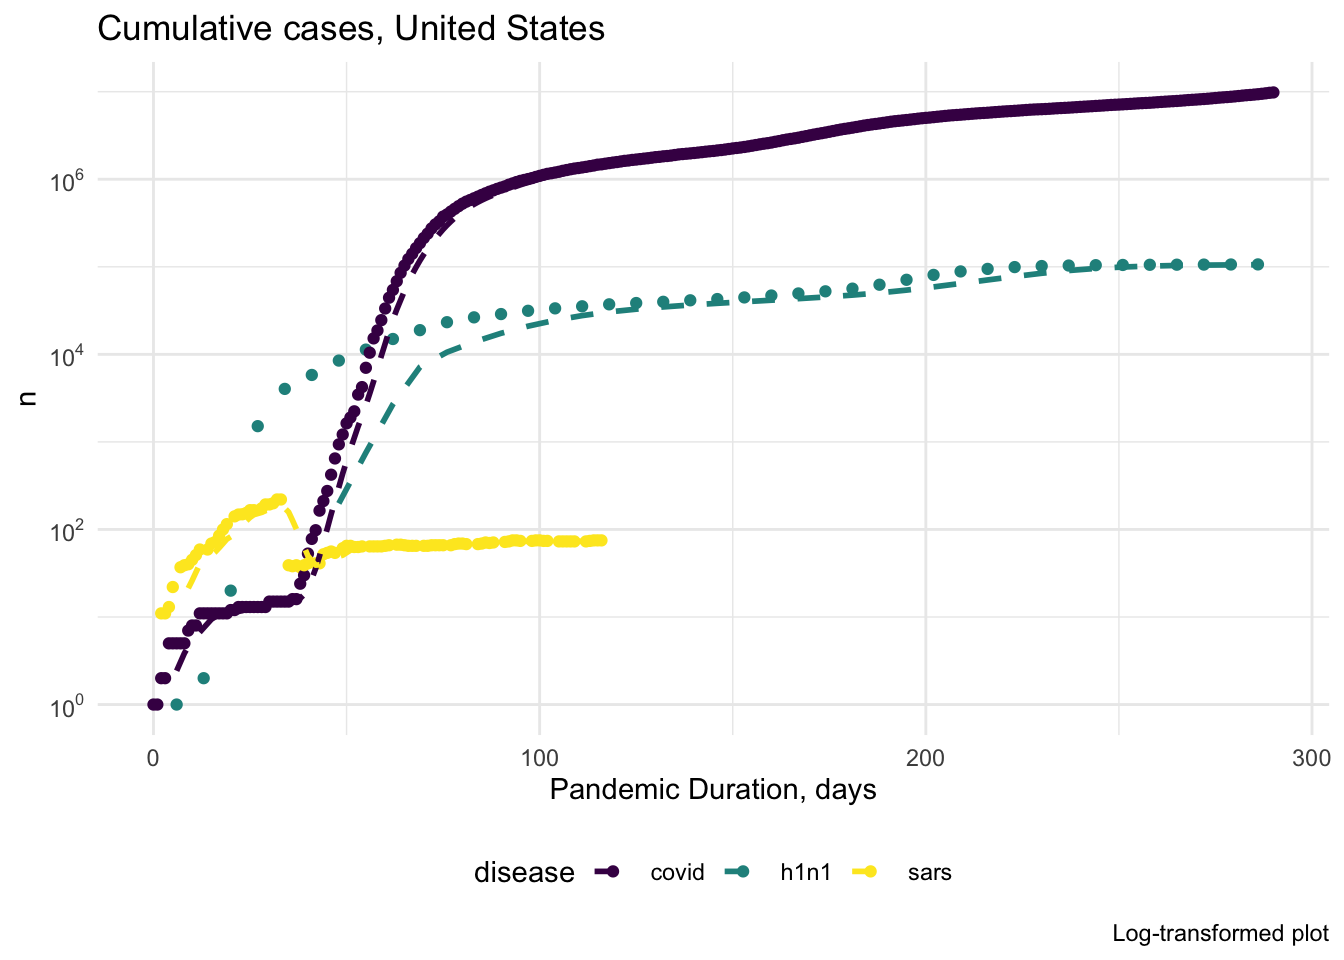 Cumulative cases, United States
n
10^6
10^4
10^2
10^0
0 100 200 300
Pandemic Duration, days
disease covid h1n1 sars
Log-transformed plot